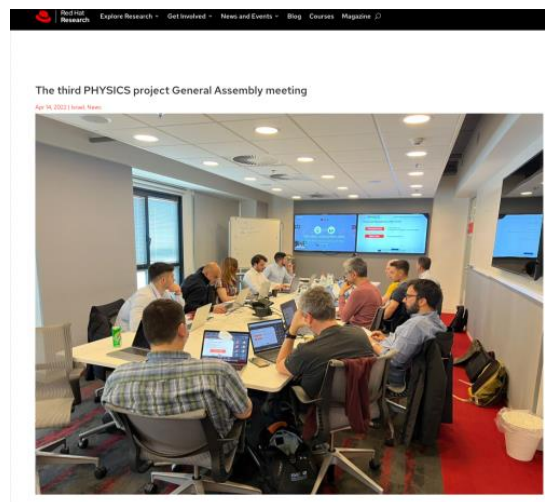 Red Hat
Research
Explore Research
Get Involved
News and Events
Blog
Courses
Magazine
The third PHYSICS project General Assembly meeting
Apr 14, 2022 | Israel, News